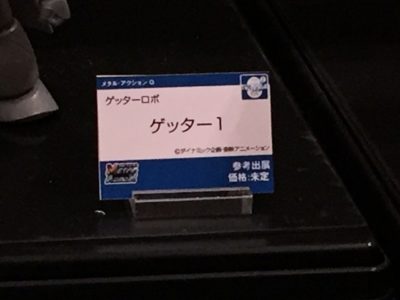 メタル・アクション G
ゲッターロボ
ゲッター1
©ダイナミック企画・東映アニメーション
参考出展
価格:未定